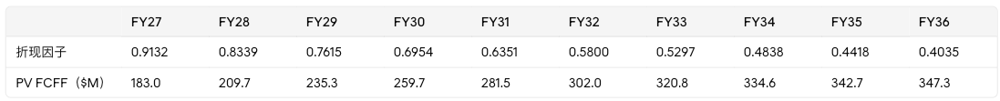 FY27 FY28 FY29 FY30 FY31 FY32 FY33 FY34 FY35 FY36
折现因子 0.9132 0.8339 0.7615 0.6954 0.6351 0.5800 0.5297 0.4838 0.4418 0.4035
PV FCFF（$M） 183.0 209.7 235.3 259.7 281.5 302.0 320.8 334.6 342.7 347.3